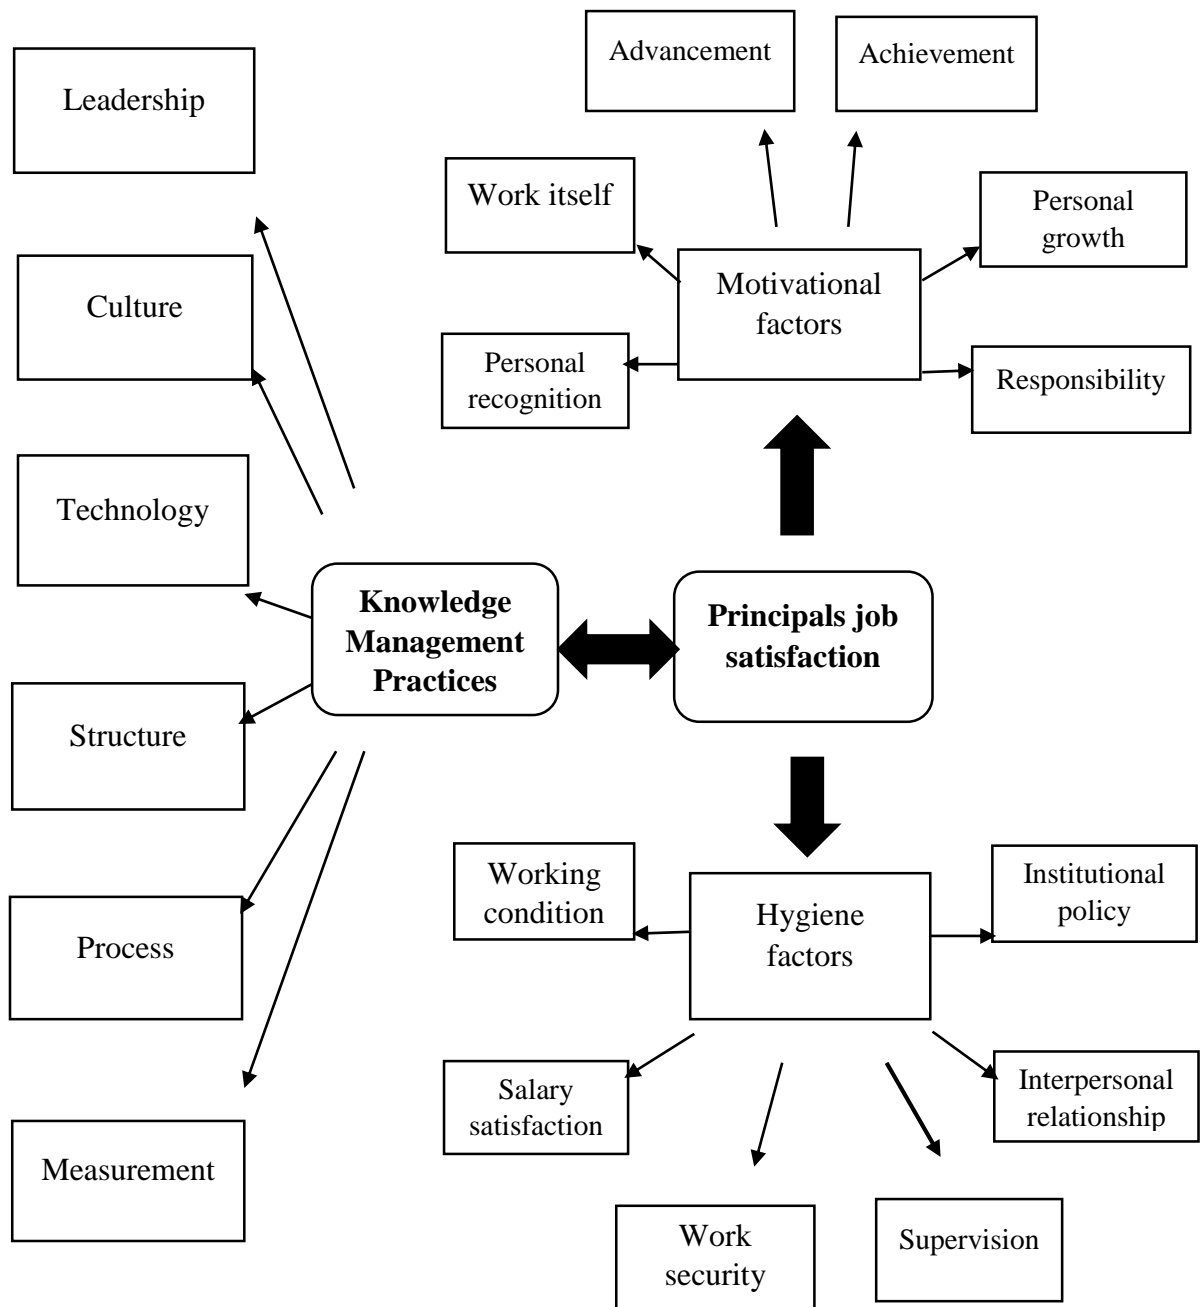 Leadership
Culture
Technology
Structure
Process
Measurement
Knowledge
Management
Practices
Principals job
satisfaction
Advancement
Achievement
Work itself
Personal
growth
Motivational
factors
Personal
recognition
Responsibility
Working
condition
Hygiene
factors
Institutional
policy
Salary
satisfaction
Interpersonal
relationship
Work
security
Supervision